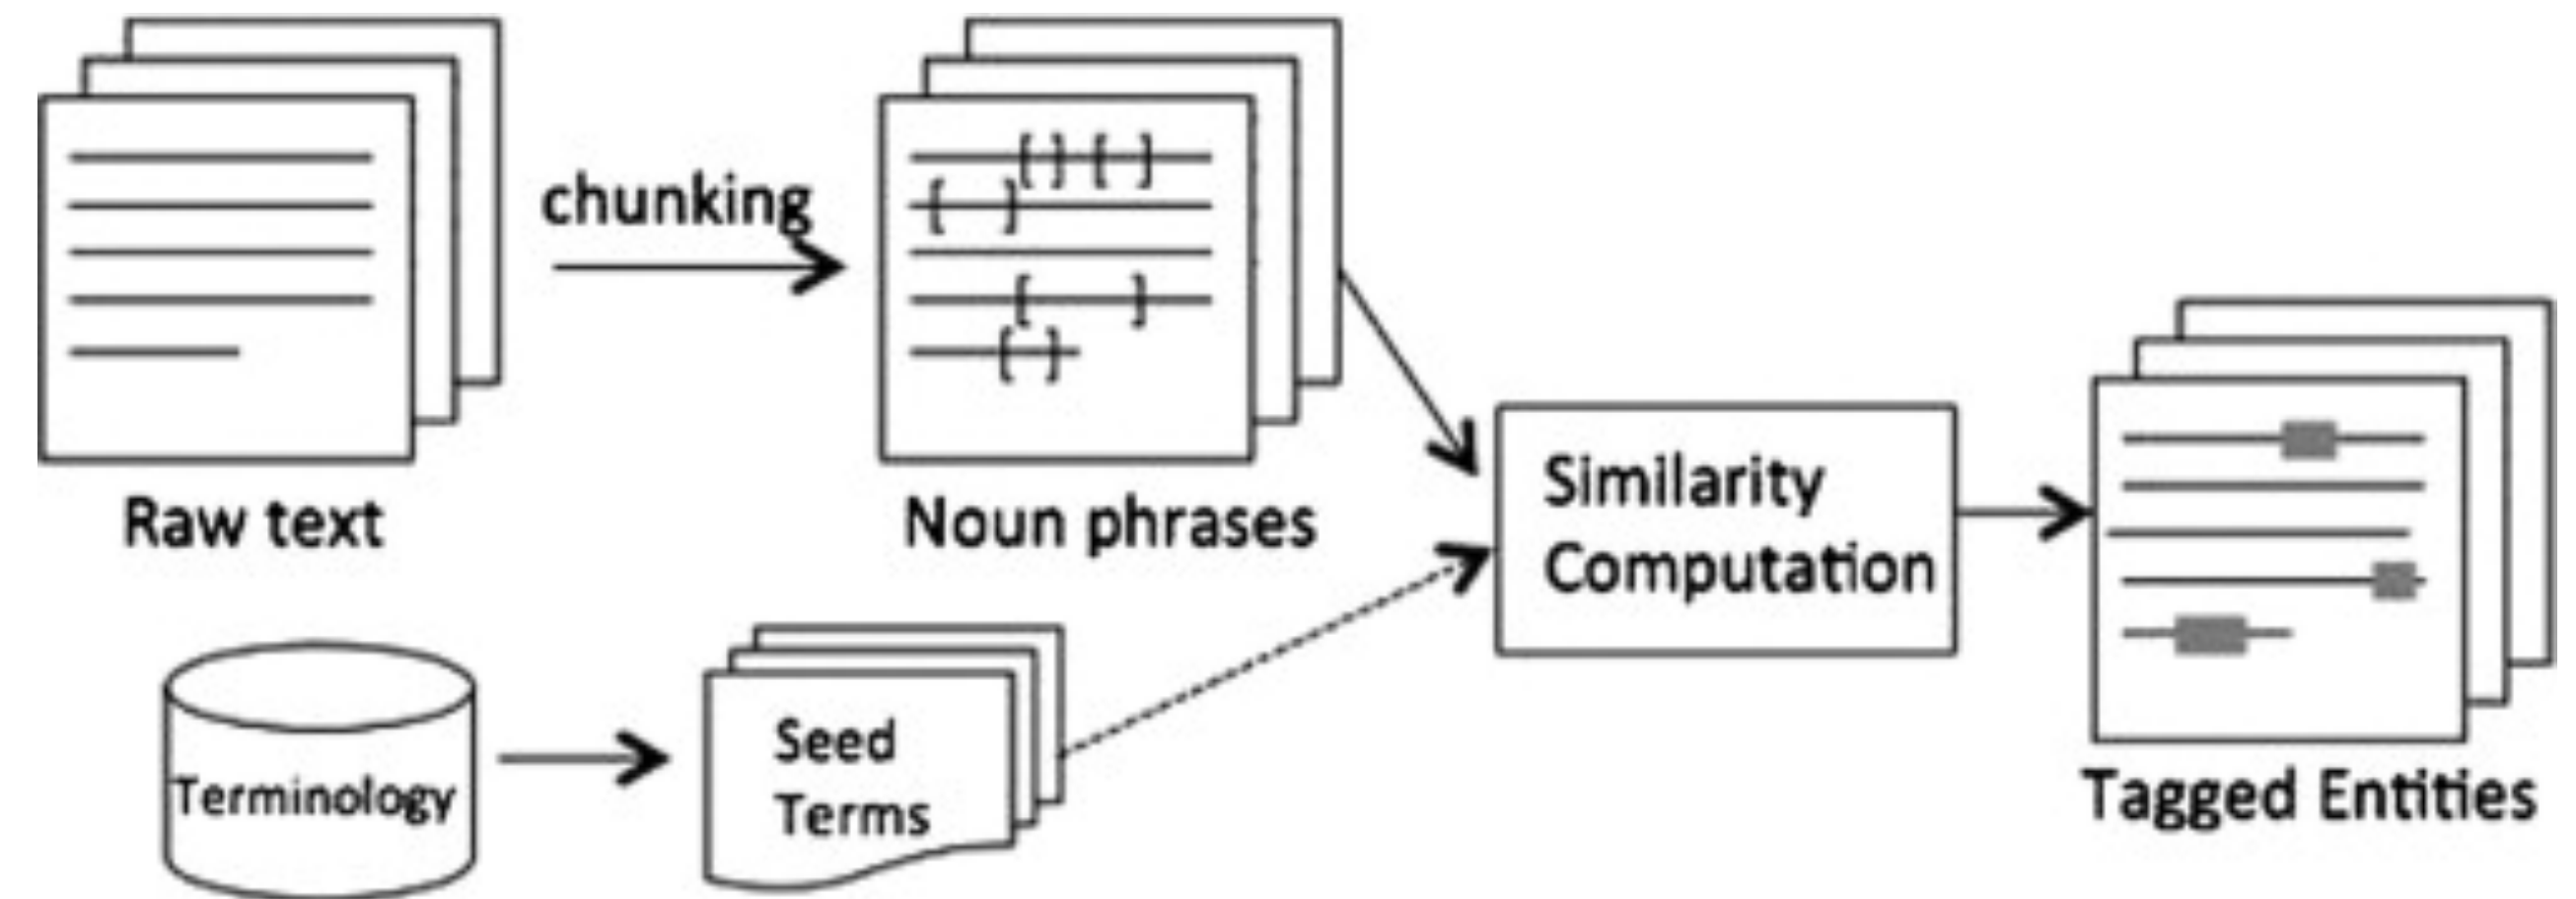 chunking
Raw text
Noun phrases
Similarity
Computation
Terminology
Seed
Terms
Tagged Entities